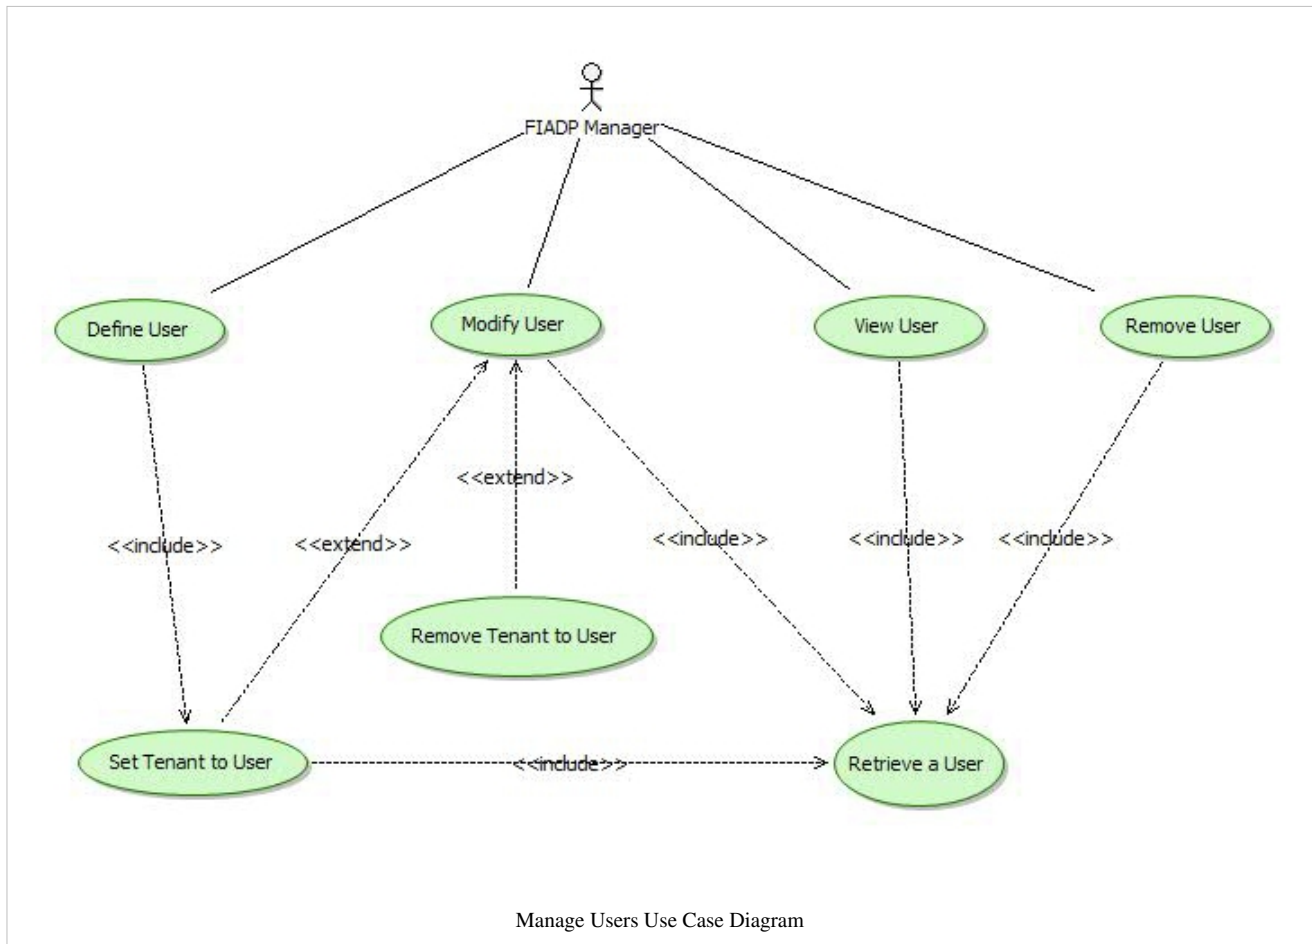 FIADP Manager
Define User
Modify User
View User
Remove User
<<extend>>
<<include>>
<<extend>>
<<include>>
<<include>>
<<include>>
Remove Tenant to User
Set Tenant to User
<<include>>
Retrieve a User
Manage Users Use Case Diagram